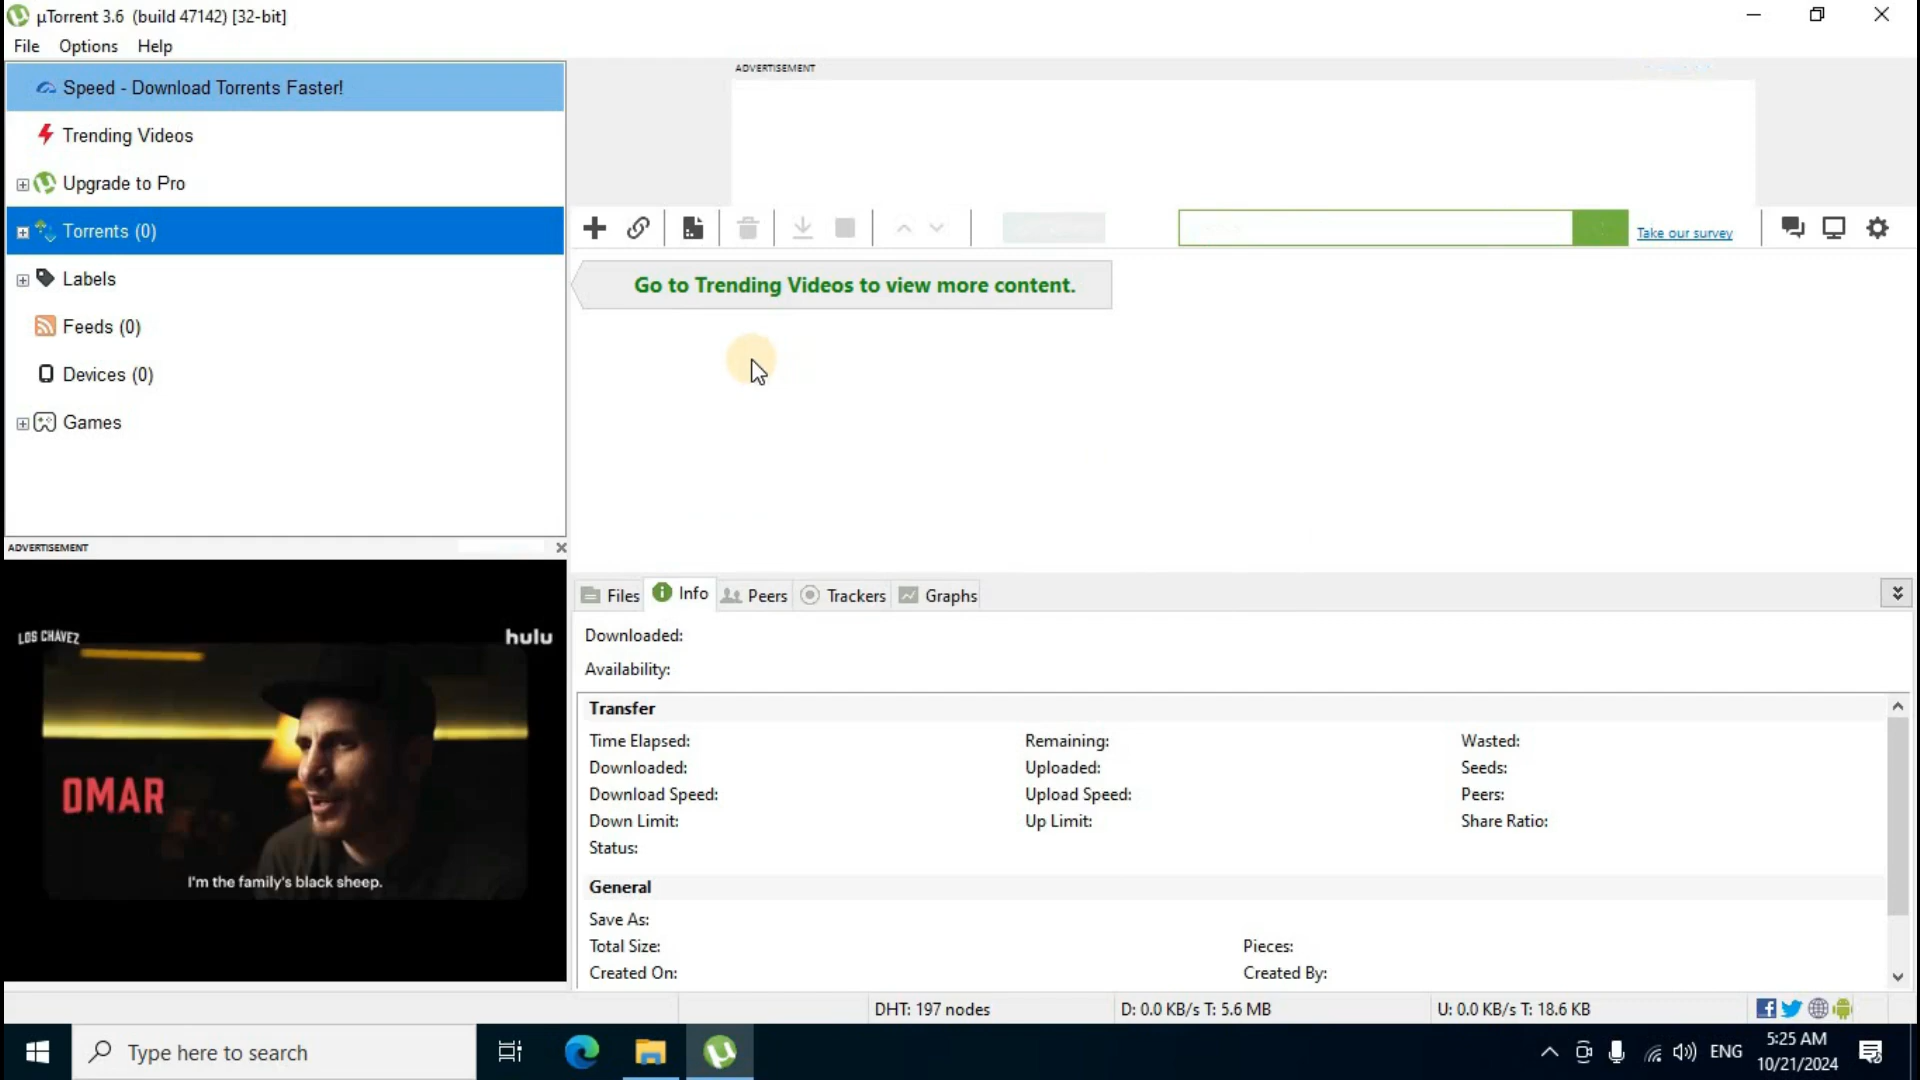 µTorrent 3.6 (build 47142) [32-bit]
File Options Help
Speed - Download Torrents Faster!
Trending Videos
Upgrade to Pro
Torrents (0)
Labels
Feeds (0)
Devices (0)
Games
ADVERTISEMENT
Take our survey
Go to Trending Videos to view more content.
ADVERTISEMENT
LOS CHÁVEZ
hulu
OMAR
I'm the family's black sheep.
Files Info Peers Trackers Graphs
Downloaded:
Availability:
Transfer
Time Elapsed: Remaining: Wasted:
Downloaded: Uploaded: Seeds:
Download Speed: Upload Speed: Peers:
Down Limit: Up Limit: Share Ratio:
Status:
General
Save As:
Total Size: Pieces:
Created On: Created By:
DHT: 197 nodes D: 0.0 KB/s T: 5.6 MB U: 0.0 KB/s T: 18.6 KB
Type here to search
ENG
5:25 AM
10/21/2024